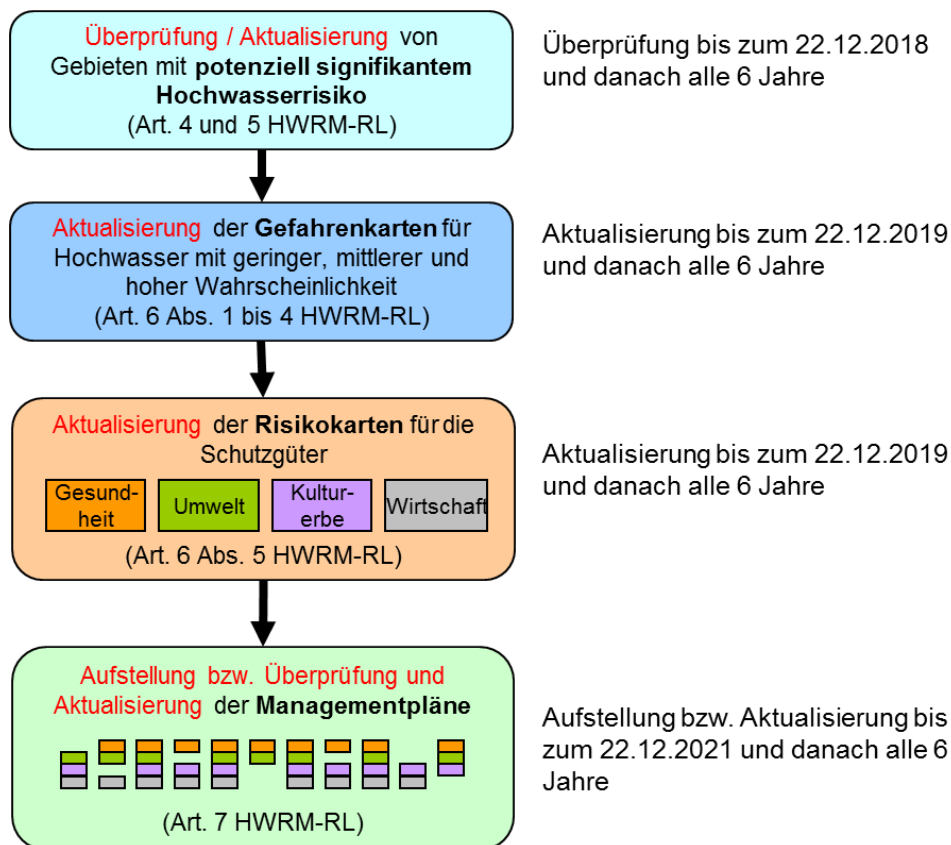 Überprüfung / Aktualisierung von
Gebieten mit potenziell signifikantem
Hochwasserrisiko
(Art. 4 und 5 HWRM-RL)
Überprüfung bis zum 22.12.2018
und danach alle 6 Jahre
Aktualisierung der Gefahrenkarten für
Hochwasser mit geringer, mittlerer und
hoher Wahrscheinlichkeit
(Art. 6 Abs. 1 bis 4 HWRM-RL)
Aktualisierung bis zum 22.12.2019
und danach alle 6 Jahre
Aktualisierung der Risikokarten für die
Schutzgüter
Gesund-
heit
Umwelt
Kultur-
erbe
Wirtschaft
(Art. 6 Abs. 5 HWRM-RL)
Aktualisierung bis zum 22.12.2019
und danach alle 6 Jahre
Aufstellung bzw. Überprüfung und
Aktualisierung der Managementpläne
(Art. 7 HWRM-RL)
Aufstellung bzw. Aktualisierung bis
zum 22.12.2021 und danach alle 6
Jahre